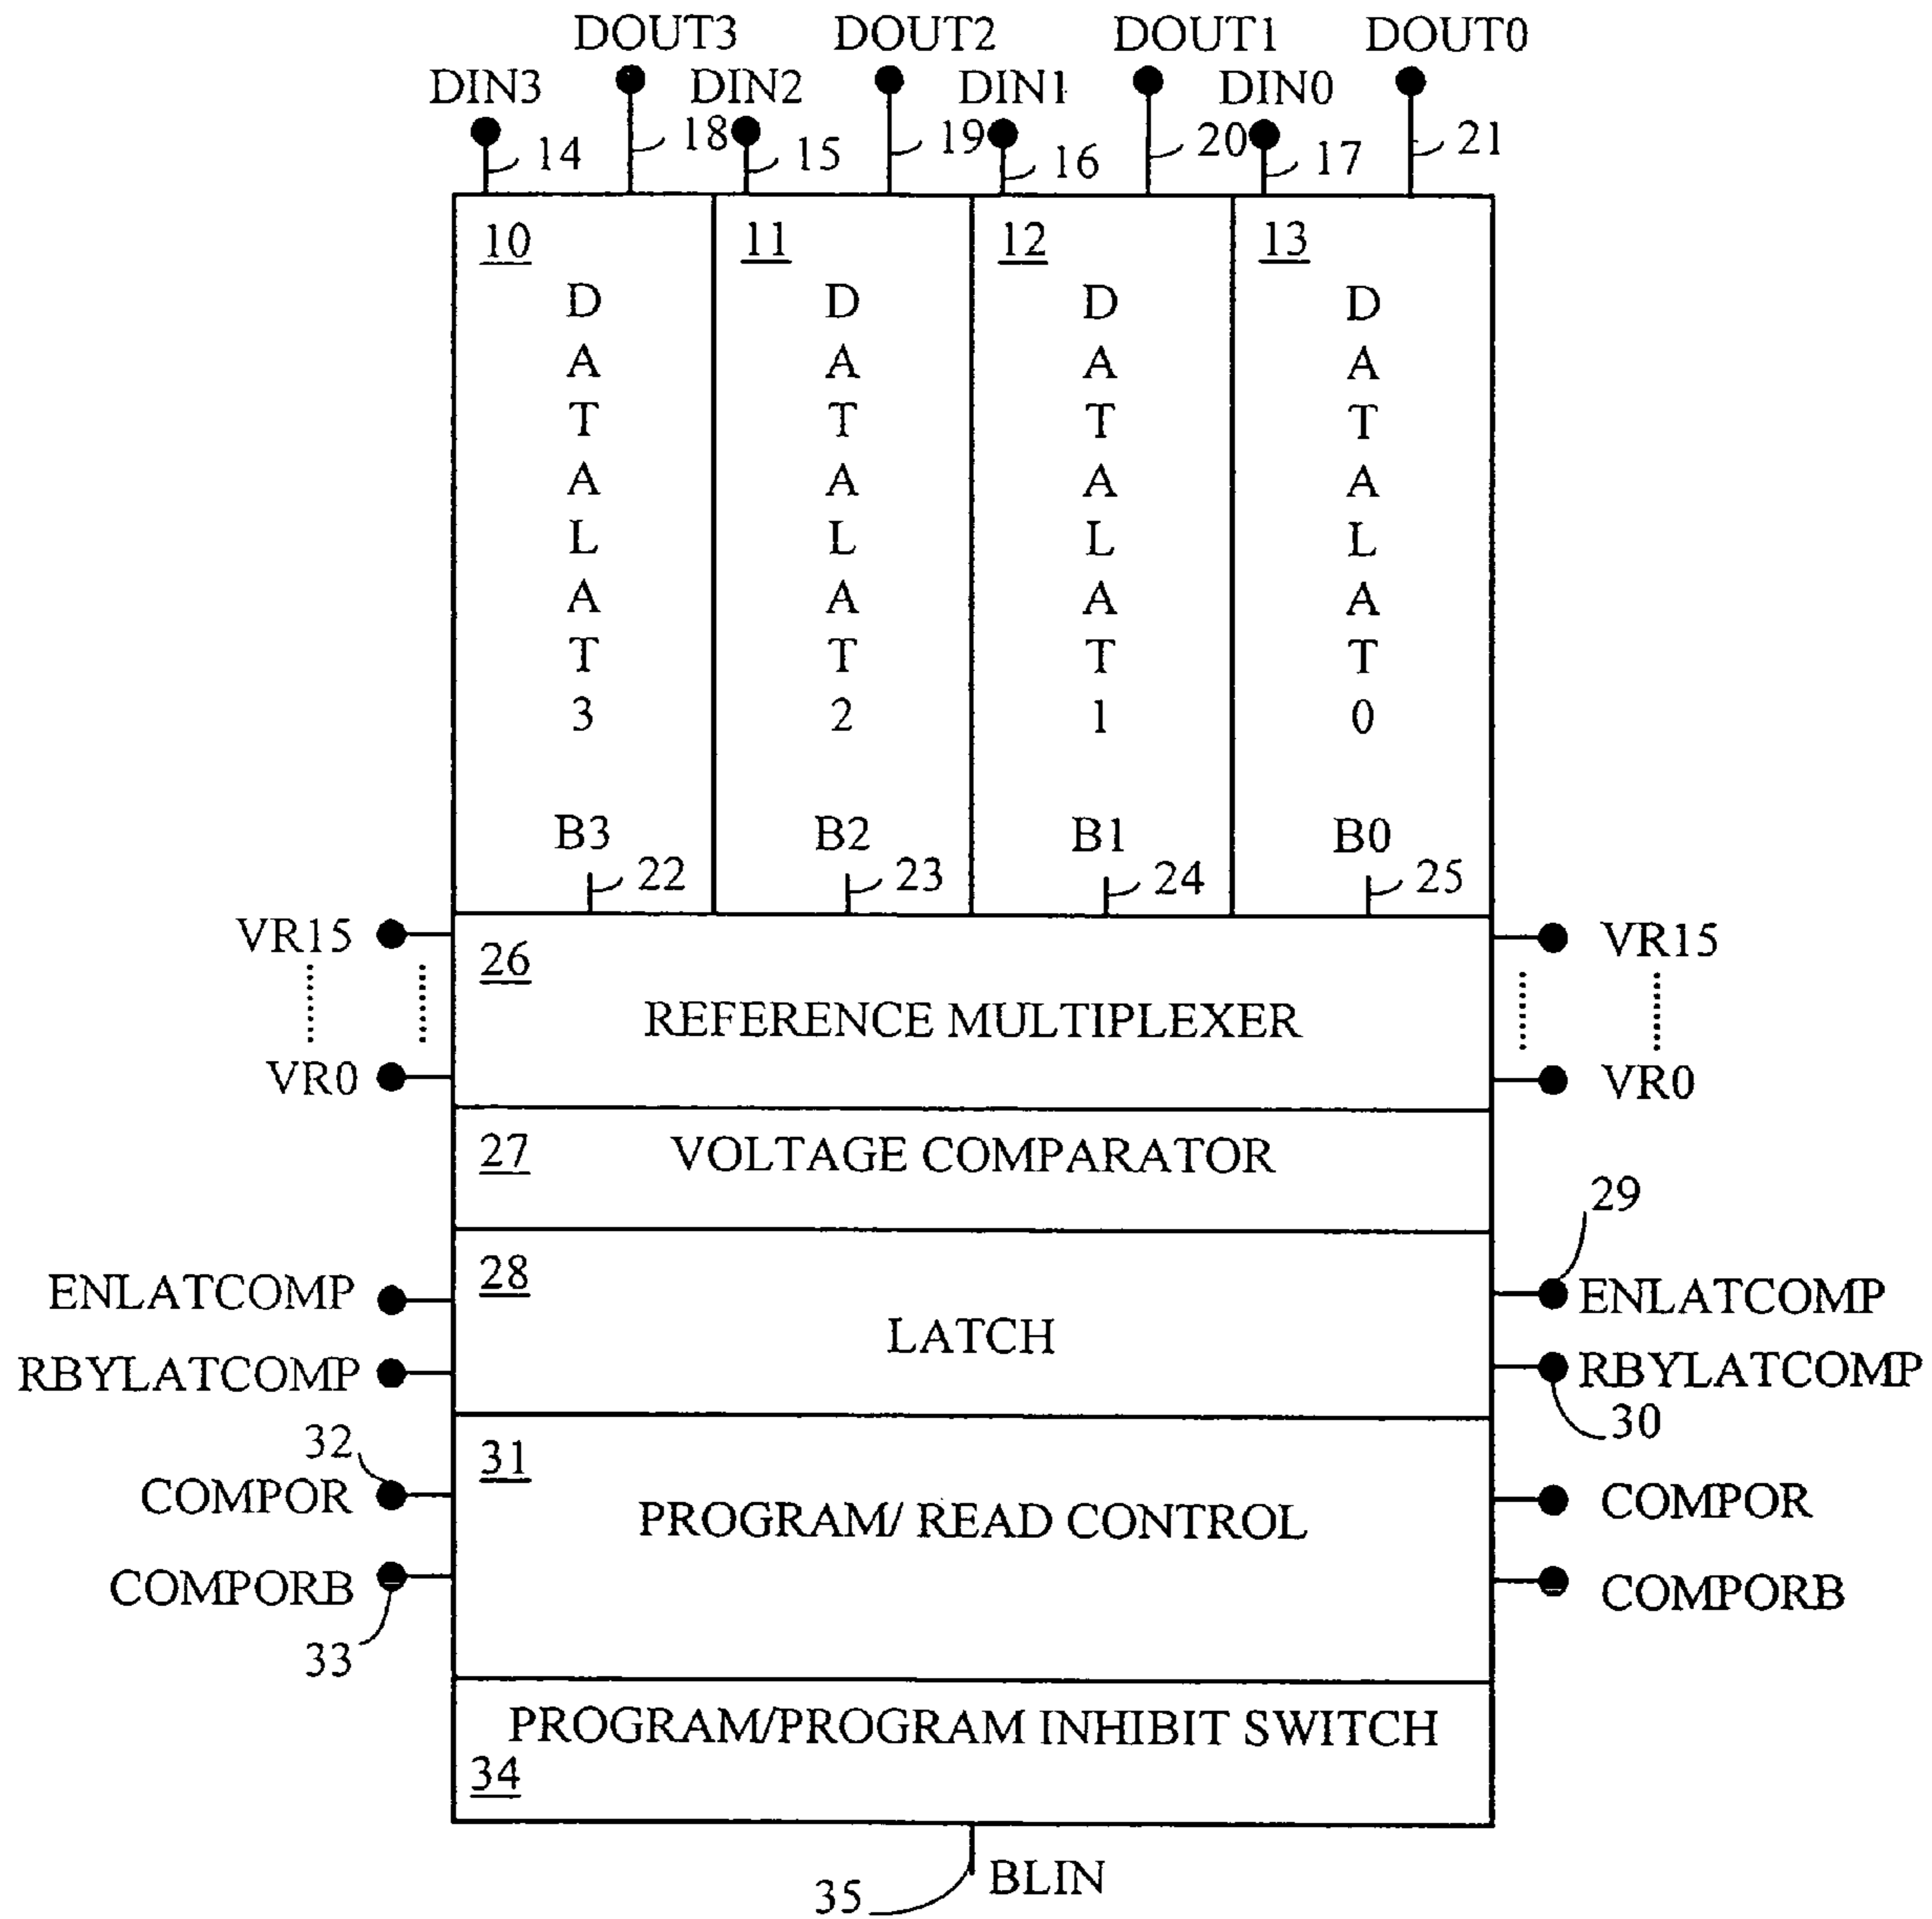 DOUT3 DOUT2 DOUT1 DOUT0
DIN3 DIN2 DIN1 DIN0
14 18 15 19 16 20 17 21
10 11 12 13
D D D D
A A A A
T T T T
A A A A
L L L L
A A A A
T T T T
3 2 1 0
B3 B2 B1 B0
22 23 24 25
VR15 26 VR15
REFERENCE MULTIPLEXER
VR0 VR0
27 VOLTAGE COMPARATOR
29
ENLATCOMP 28 ENLATCOMP
LATCH
RBYLATCOMP RBYLATCOMP
30
32 31
COMPOR PROGRAM/ READ CONTROL COMPOR
COMPORB COMPORB
33
PROGRAM/PROGRAM INHIBIT SWITCH
34
35 BLIN